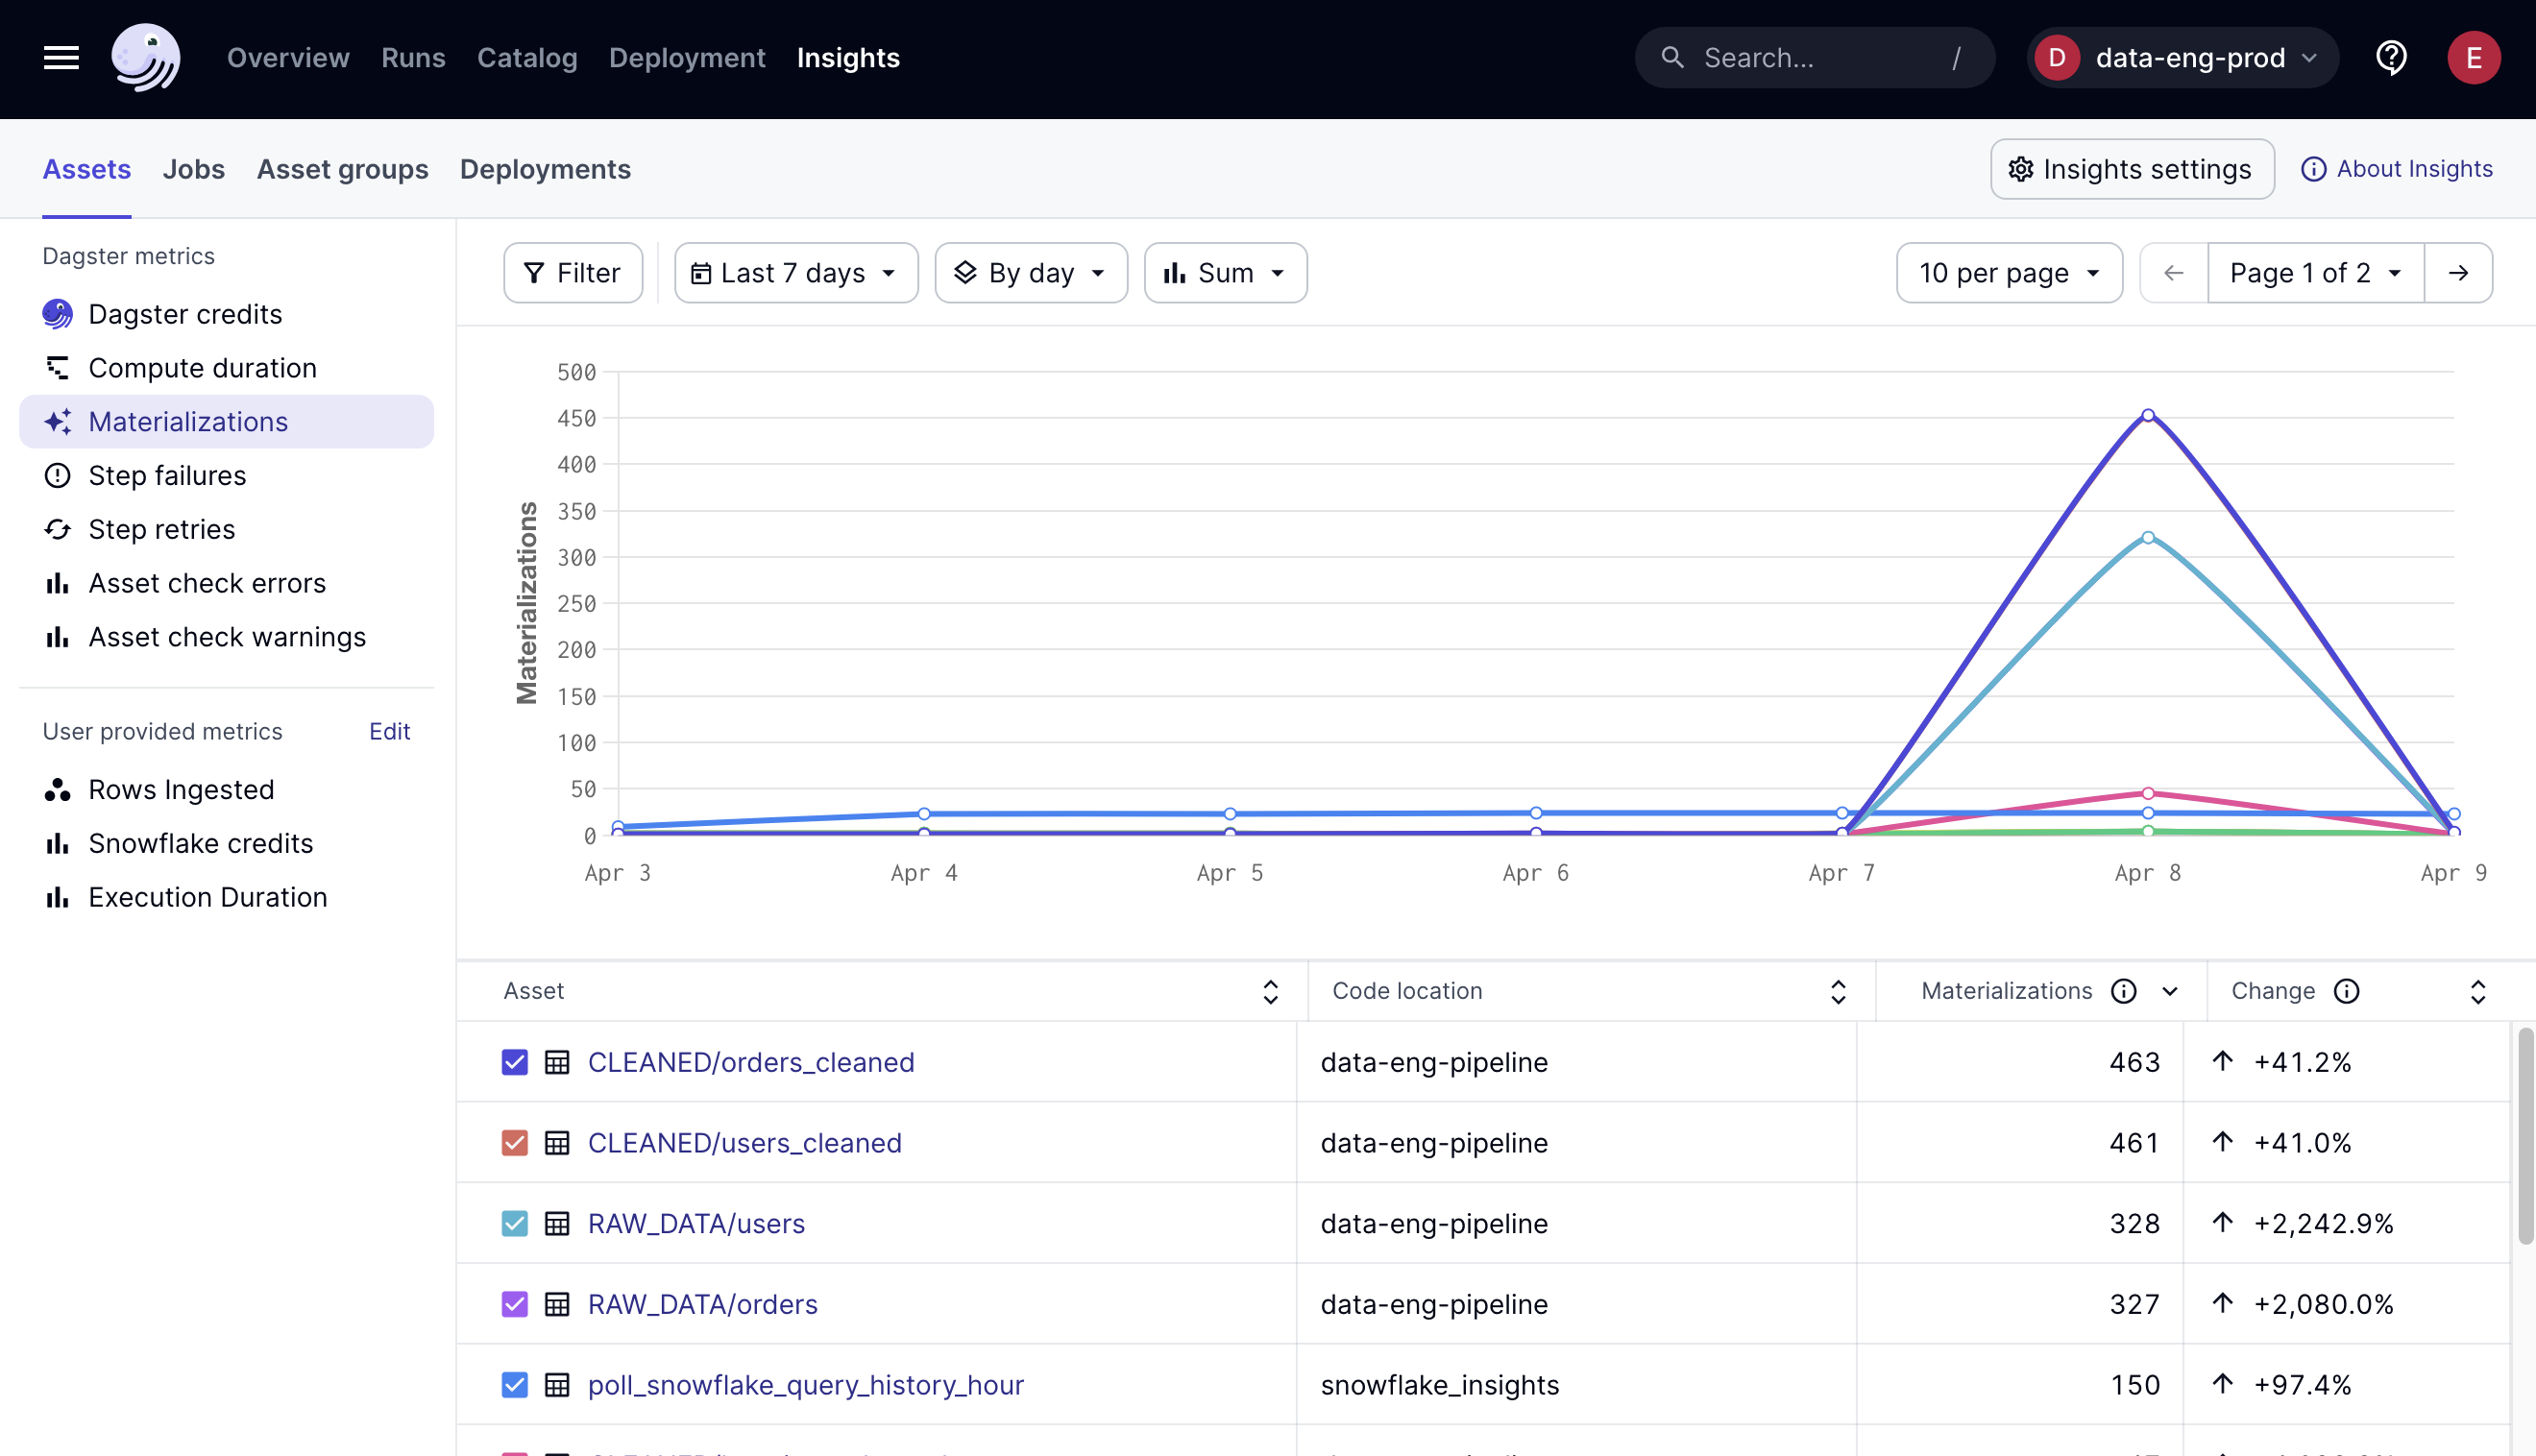 Overview Runs Catalog Deployment Insights Search... / D data-eng-prod E
Assets Jobs Asset groups Deployments Insights settings About Insights
Dagster metrics
Dagster credits
Compute duration
Materializations
Step failures
Step retries
Asset check errors
Asset check warnings
User provided metrics Edit
Rows Ingested
Snowflake credits
Execution Duration
Filter Last 7 days By day Sum 10 per page Page 1 of 2
Materializations
500
450
400
350
300
250
200
150
100
50
0
Apr 3 Apr 4 Apr 5 Apr 6 Apr 7 Apr 8 Apr 9
Asset Code location Materializations Change
CLEANED/orders_cleaned data-eng-pipeline 463 +41.2%
CLEANED/users_cleaned data-eng-pipeline 461 +41.0%
RAW_DATA/users data-eng-pipeline 328 +2,242.9%
RAW_DATA/orders data-eng-pipeline 327 +2,080.0%
poll_snowflake_query_history_hour snowflake_insights 150 +97.4%